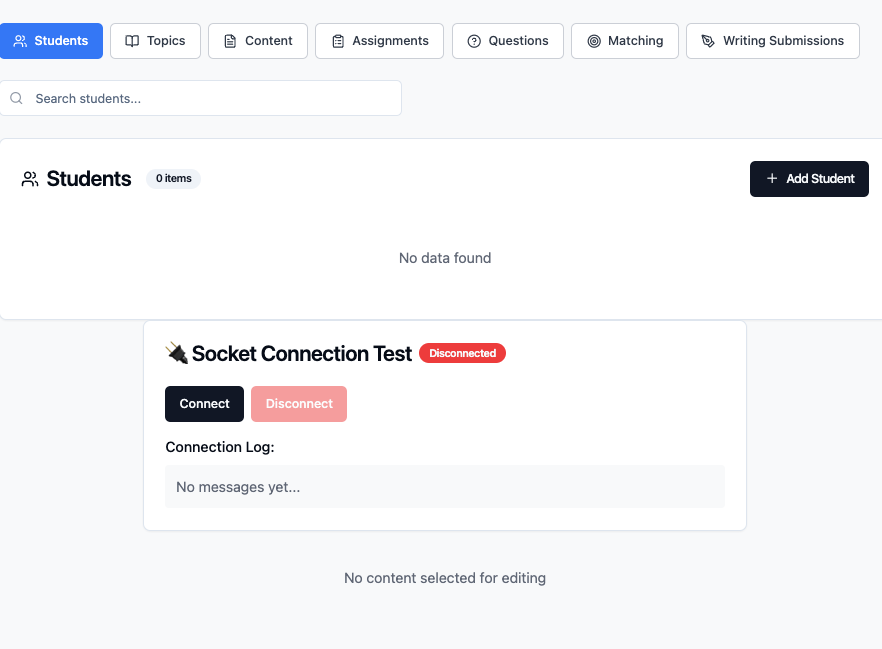 Students Topics Content Assignments Questions Matching Writing Submissions
Search students...
Students 0 items Add Student
No data found
Socket Connection Test Disconnected
Connect Disconnect
Connection Log:
No messages yet...
No content selected for editing